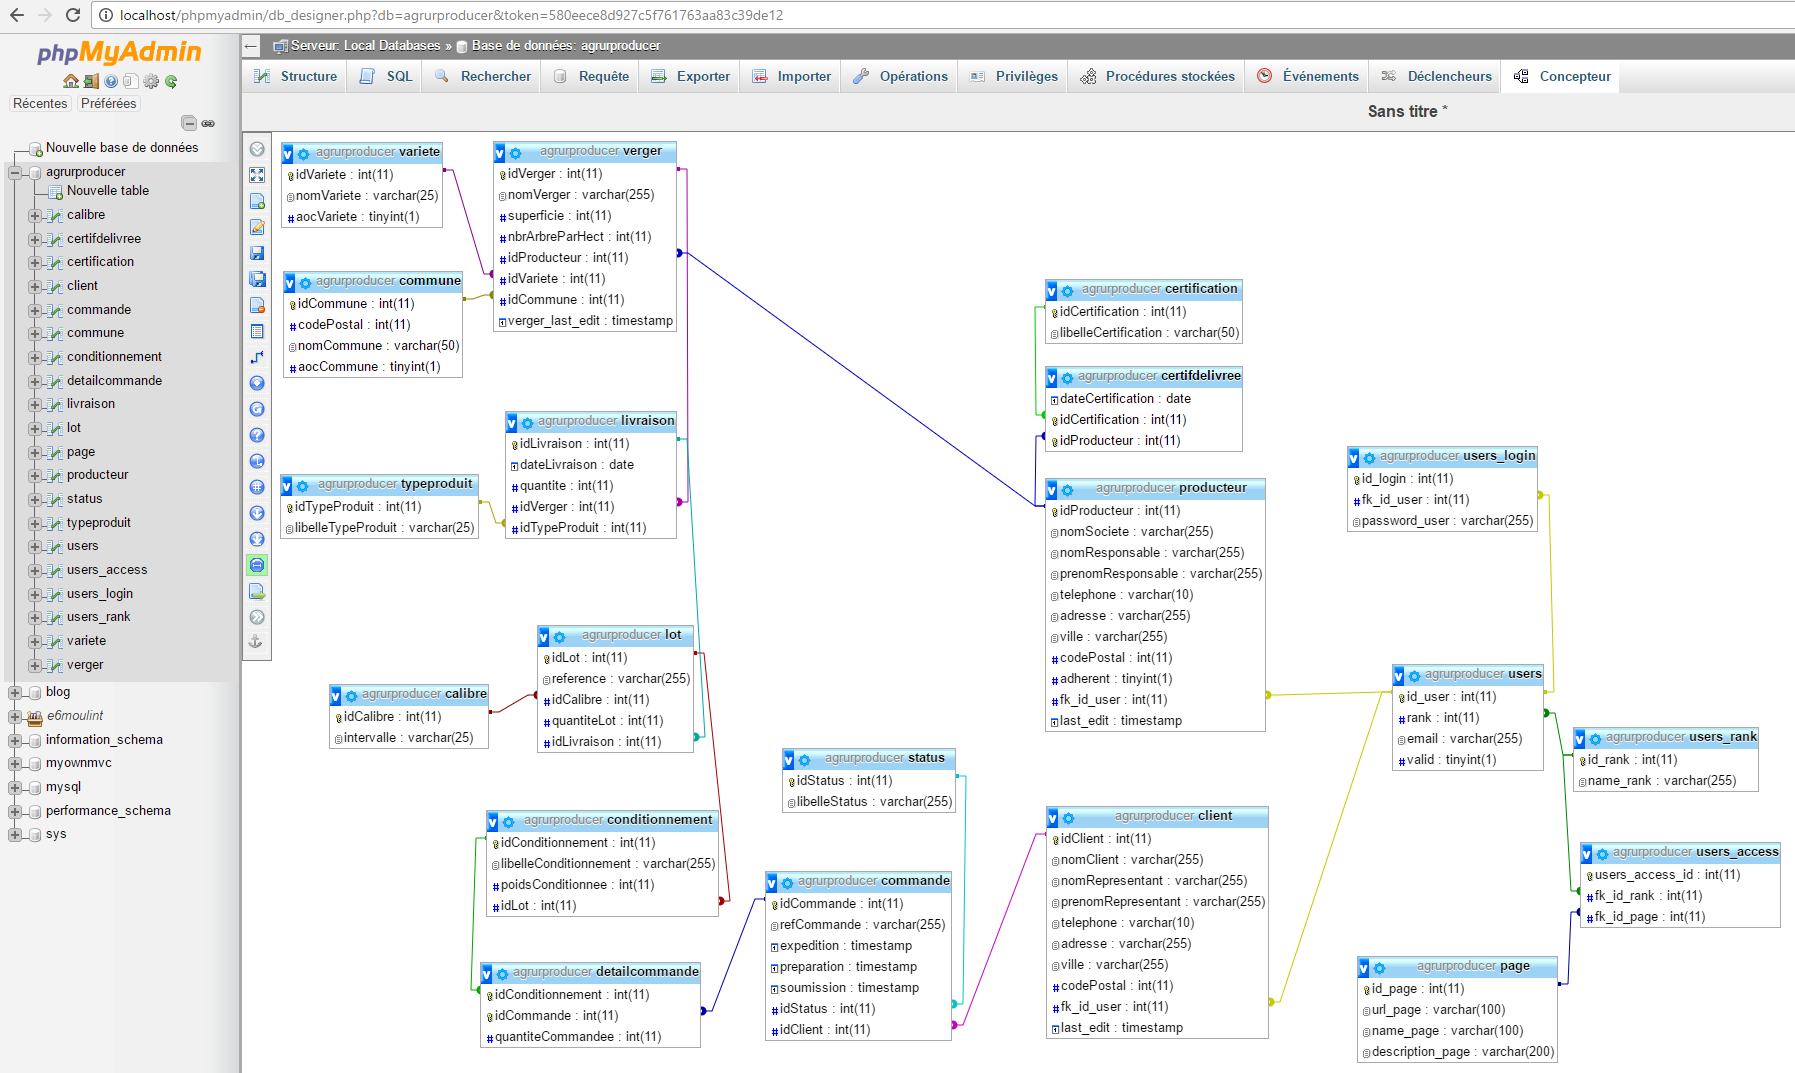 localhost/phpmyadmin/db_designer.php?db=agrurproducer&token=580eece8d927c5f761763aa83c39de12
phpMyAdmin
Récentes Préférées
Nouvelle base de données
agrurproducer
Nouvelle table
calibre
certifdelivree
certification
client
commande
commune
conditionnement
detailcommande
livraison
lot
page
producteur
status
typeproduit
users
users_access
users_login
users_rank
variete
verger
blog
e6moulint
information_schema
myownmvc
mysql
performance_schema
sys
Serveur: Local Databases » Base de données: agrurproducer
Structure SQL Rechercher Requête Exporter Importer Opérations Privilèges Procédures stockées Événements Déclencheurs Concepteur
Sans titre *
agrurproducer variete
idVariete : int(11)
nomVariete : varchar(25)
aocVariete : tinyint(1)
agrurproducer verger
idVerger : int(11)
nomVerger : varchar(255)
superficie : int(11)
nbrArbreParHect : int(11)
idProducteur : int(11)
idVariete : int(11)
idCommune : int(11)
verger_last_edit : timestamp
agrurproducer commune
idCommune : int(11)
codePostal : int(11)
nomCommune : varchar(50)
aocCommune : tinyint(1)
agrurproducer certification
idCertification : int(11)
libelleCertification : varchar(50)
agrurproducer certifdelivree
dateCertification : date
idCertification : int(11)
idProducteur : int(11)
agrurproducer livraison
idLivraison : int(11)
dateLivraison : date
quantite : int(11)
idVerger : int(11)
idTypeProduit : int(11)
agrurproducer typeproduit
idTypeProduit : int(11)
libelleTypeProduit : varchar(25)
agrurproducer producteur
idProducteur : int(11)
nomSociete : varchar(255)
nomResponsable : varchar(255)
prenomResponsable : varchar(255)
telephone : varchar(10)
adresse : varchar(255)
ville : varchar(255)
codePostal : int(11)
adherent : tinyint(1)
fk_id_user : int(11)
last_edit : timestamp
agrurproducer users_login
id_login : int(11)
fk_id_user : int(11)
password_user : varchar(255)
agrurproducer lot
idLot : int(11)
reference : varchar(255)
idCalibre : int(11)
quantiteLot : int(11)
idLivraison : int(11)
agrurproducer calibre
idCalibre : int(11)
intervalle : varchar(25)
agrurproducer users
id_user : int(11)
rank : int(11)
email : varchar(255)
valid : tinyint(1)
agrurproducer users_rank
id_rank : int(11)
name_rank : varchar(255)
agrurproducer status
idStatus : int(11)
libelleStatus : varchar(255)
agrurproducer conditionnement
idConditionnement : int(11)
libelleConditionnement : varchar(255)
poidsConditionnee : int(11)
idLot : int(11)
agrurproducer client
idClient : int(11)
nomClient : varchar(255)
nomRepresentant : varchar(255)
prenomRepresentant : varchar(255)
telephone : varchar(10)
adresse : varchar(255)
ville : varchar(255)
codePostal : int(11)
fk_id_user : int(11)
last_edit : timestamp
agrurproducer users_access
users_access_id : int(11)
fk_id_rank : int(11)
fk_id_page : int(11)
agrurproducer commande
idCommande : int(11)
refCommande : varchar(255)
expedition : timestamp
preparation : timestamp
soumission : timestamp
idStatus : int(11)
idClient : int(11)
agrurproducer detailcommande
idConditionnement : int(11)
idCommande : int(11)
quantiteCommandee : int(11)
agrurproducer page
id_page : int(11)
url_page : varchar(100)
name_page : varchar(100)
description_page : varchar(200)